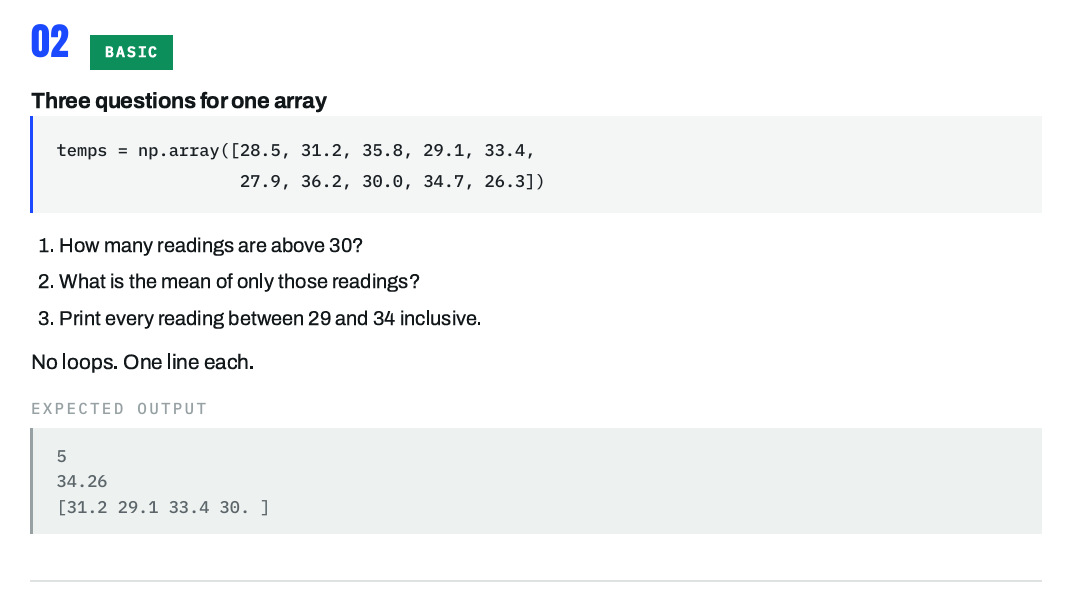 02
BASIC
Three questions for one array
temps = np.array([28.5, 31.2, 35.8, 29.1, 33.4,
                  27.9, 36.2, 30.0, 34.7, 26.3])
1. How many readings are above 30?
2. What is the mean of only those readings?
3. Print every reading between 29 and 34 inclusive.
No loops. One line each.
EXPECTED OUTPUT
5
34.26
[31.2 29.1 33.4 30. ]